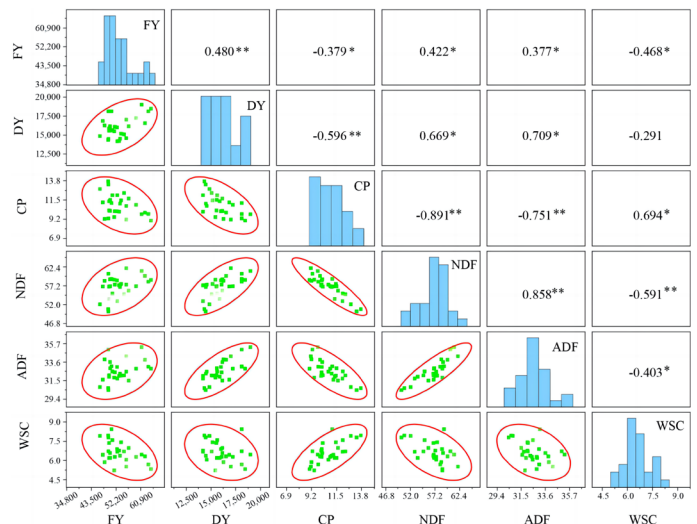 FY 60,900 52,200 43,500 34,800 FY 0.480 ** -0.379 * 0.422 * 0.377 * -0.468 *
DY 20,000 17,500 15,000 12,500 DY -0.596 ** 0.669 * 0.709 * -0.291
CP 13.8 11.5 9.2 6.9 CP -0.891 ** -0.751 ** 0.694 *
NDF 62.4 57.2 52.0 46.8 NDF 0.858 ** -0.591 **
ADF 35.7 33.6 31.5 29.4 ADF -0.403 *
WSC 9.0 7.5 6.0 4.5 WSC
34,800 43,500 52,200 60,900 12,500 15,000 17,500 20,000 6.9 9.2 11.5 13.8 46.8 52.0 57.2 62.4 29.4 31.5 33.6 35.7 4.5 6.0 7.5 9.0
FY DY CP NDF ADF WSC